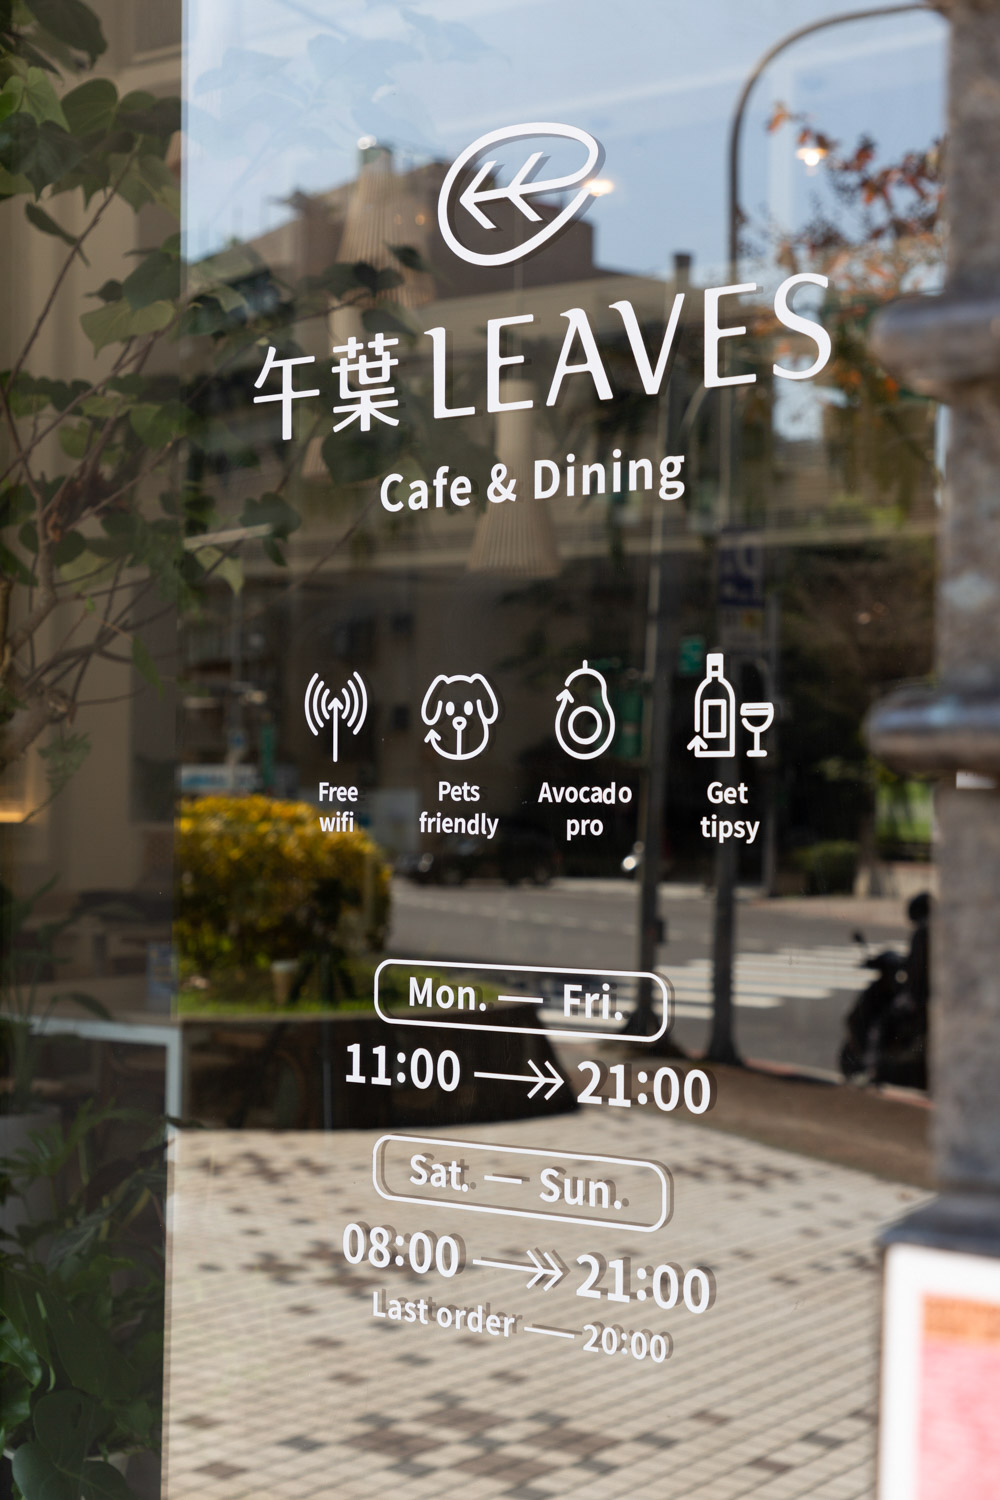 午葉 LEAVES
Cafe & Dining
Free wifi
Pets friendly
Avocado pro
Get tipsy
Mon. — Fri.
11:00 → 21:00
Sat. — Sun.
08:00 → 21:00
Last order — 20:00